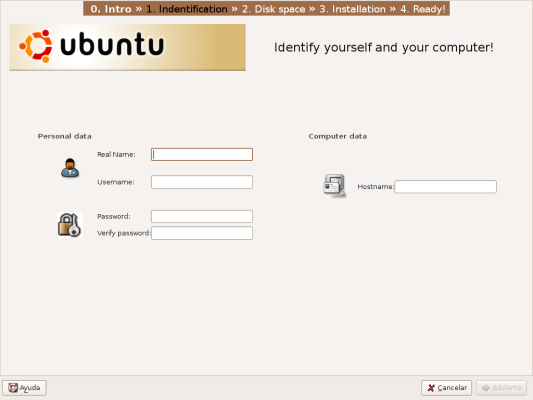 0. Intro » 1. Indentification » 2. Disk space » 3. Installation » 4. Ready!
ubuntu
Identify yourself and your computer!
Personal data
Real Name:
Username:
Password:
Verify password:
Computer data
Hostname:
Ayuda
Cancelar
Adelante